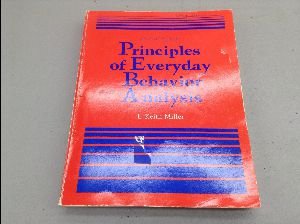 Principles
of Everyday
Behavior
Analysis
L. Keith Miller